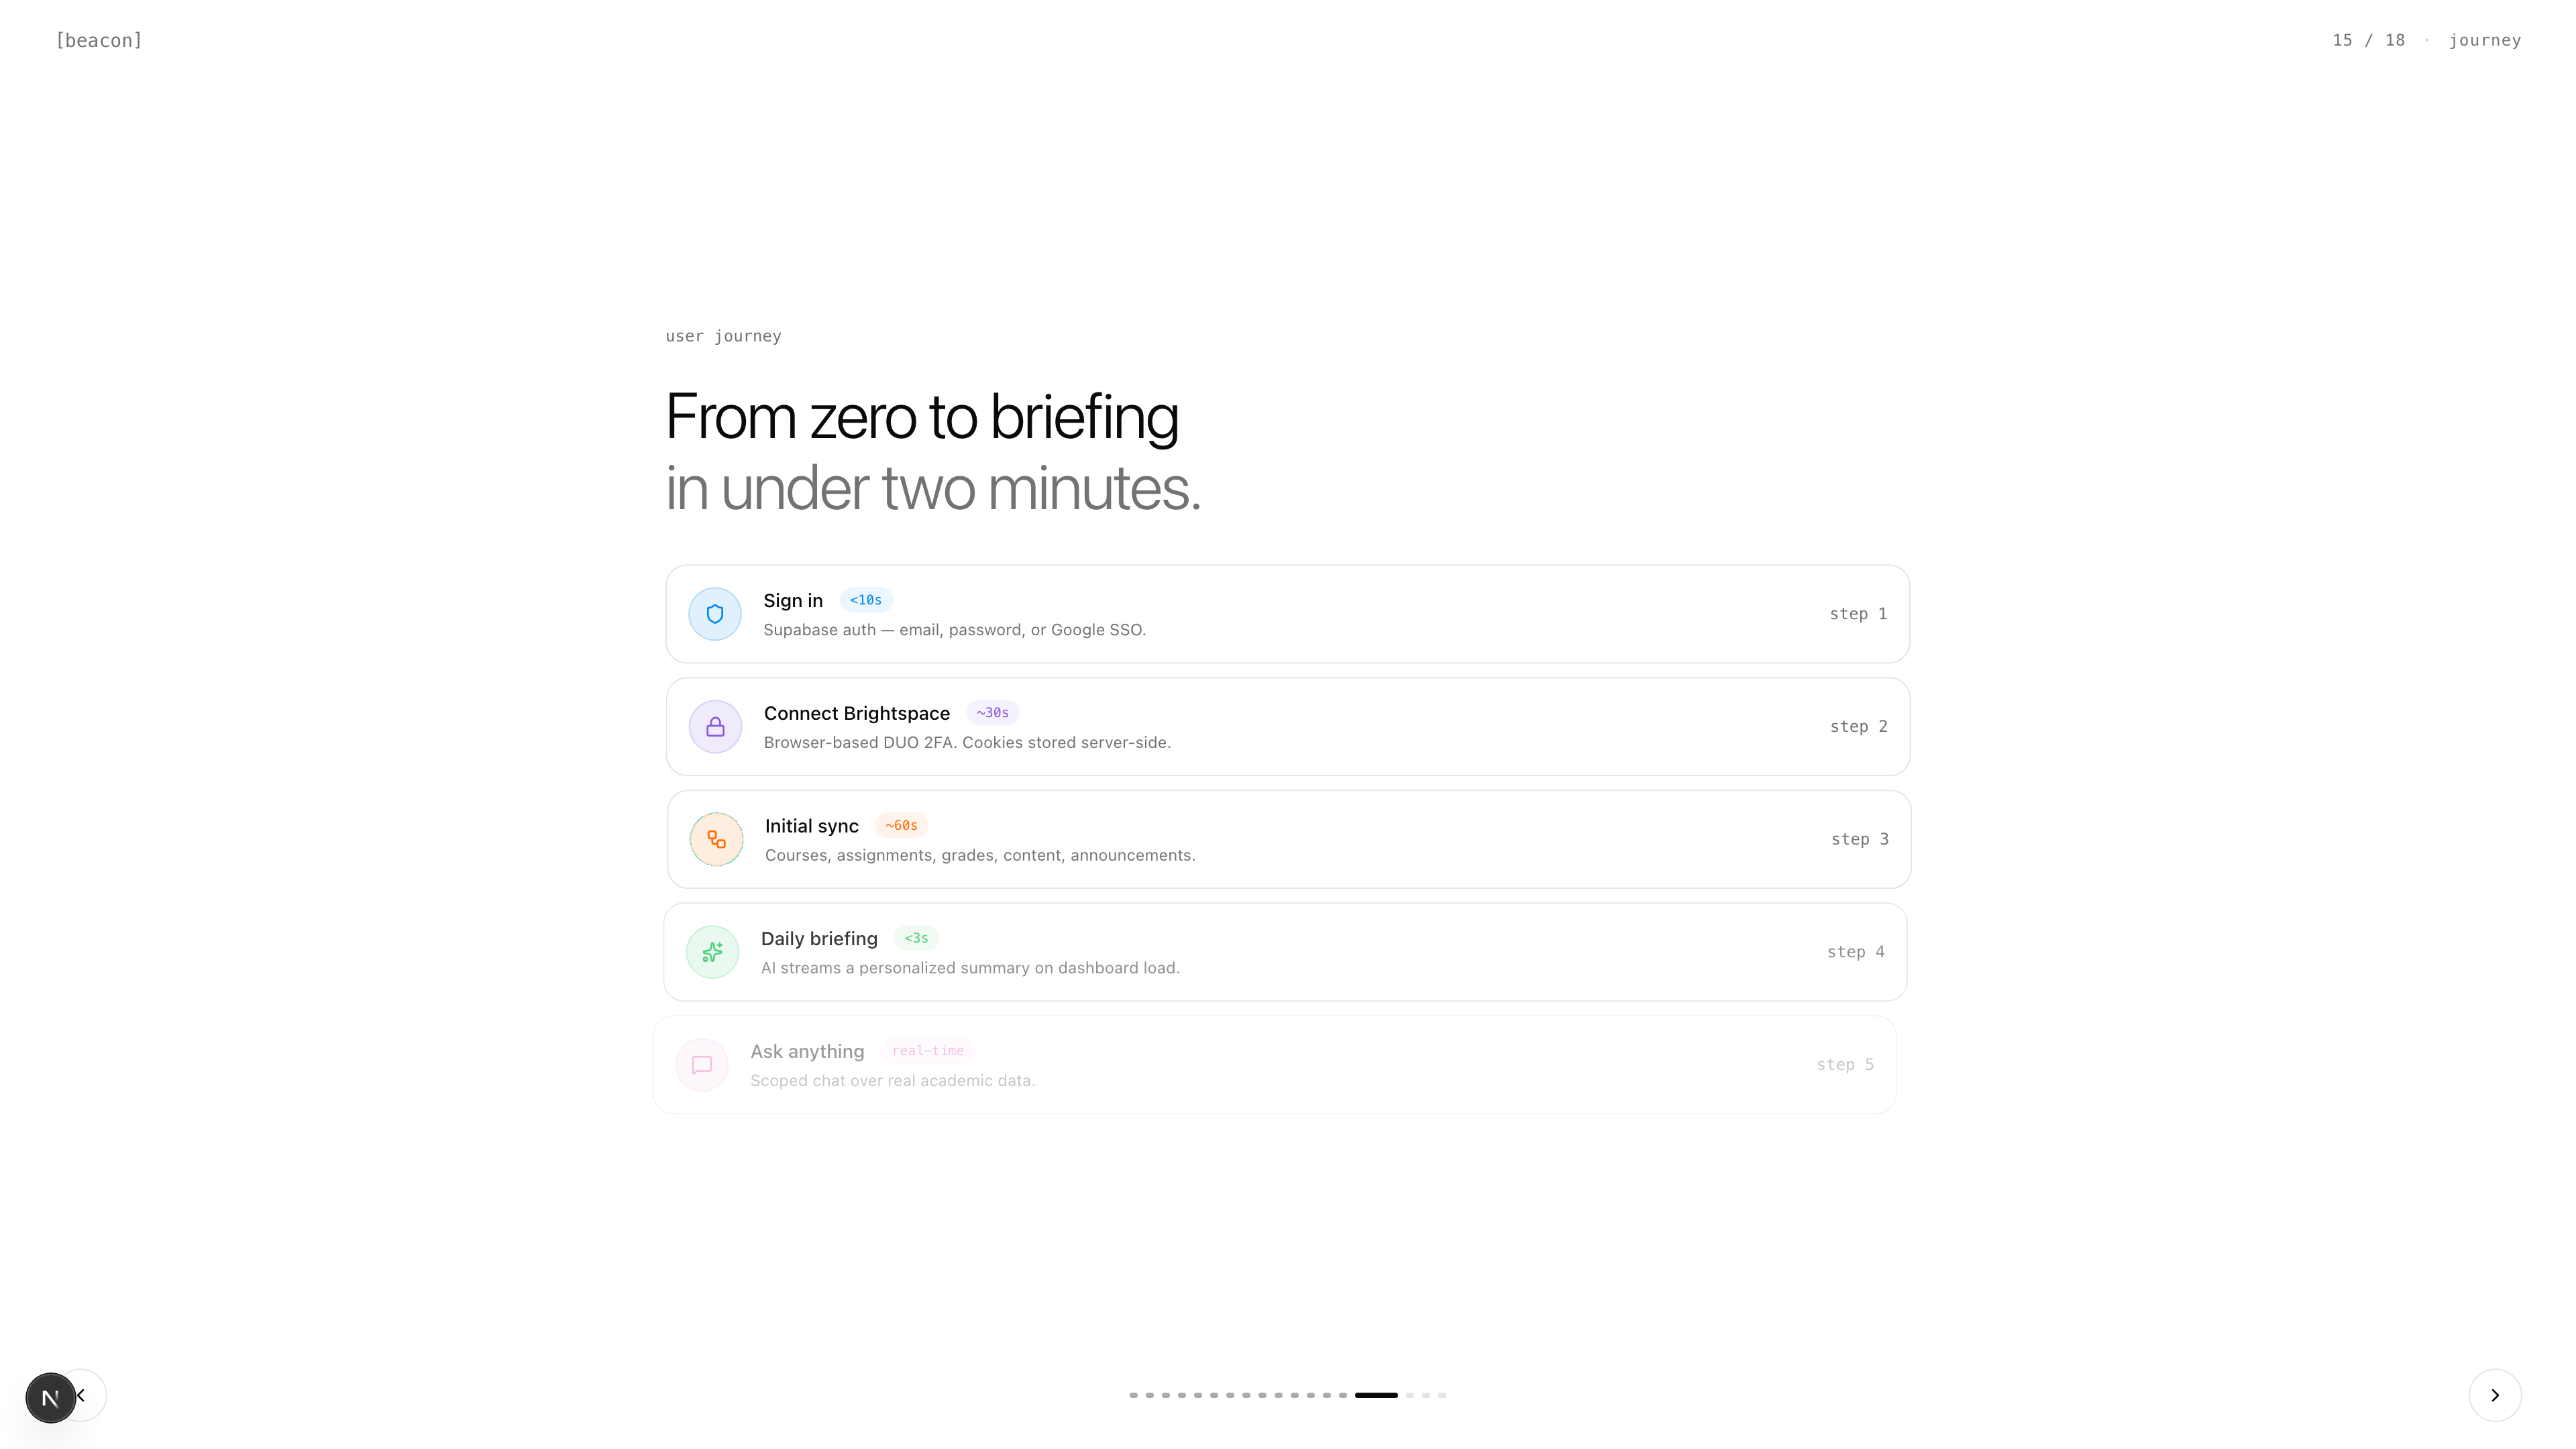 [beacon]
15 / 18 · journey
user journey
From zero to briefing
in under two minutes.
Sign in <10s
Supabase auth — email, password, or Google SSO.
step 1
Connect Brightspace ~30s
Browser-based DUO 2FA. Cookies stored server-side.
step 2
Initial sync ~60s
Courses, assignments, grades, content, announcements.
step 3
Daily briefing <3s
AI streams a personalized summary on dashboard load.
step 4
Ask anything real-time
Scoped chat over real academic data.
step 5
N